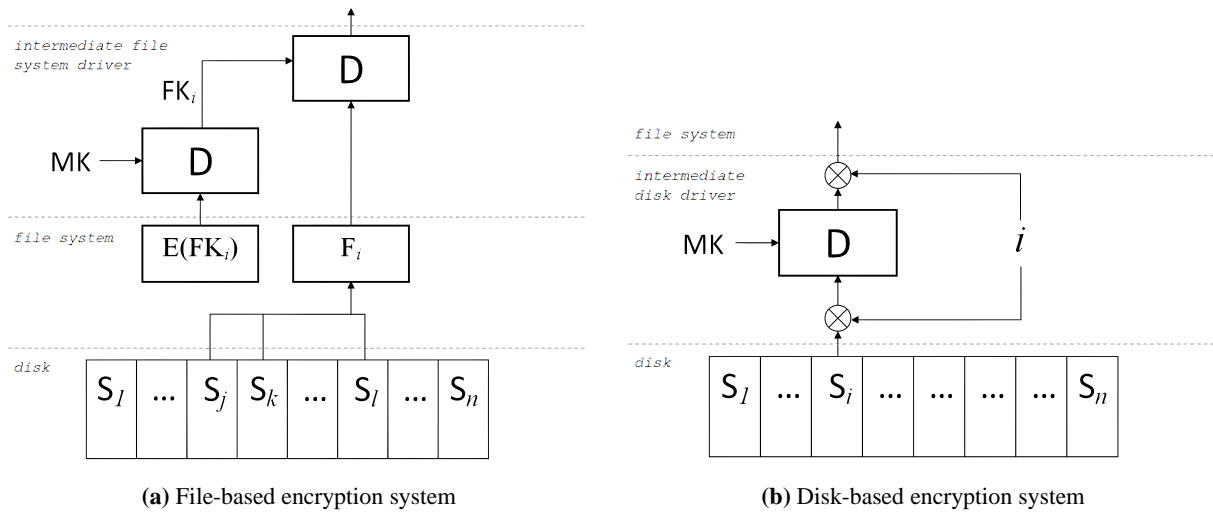 intermediate file
system driver
D
FKᵢ
MK
D
file system
E(FKᵢ)
Fᵢ
disk
S₁ ... Sⱼ Sₖ ... Sₗ ... Sₙ
(a) File-based encryption system
file system
intermediate
disk driver
MK
D
i
disk
S₁ ... Sᵢ ... ... ... ... Sₙ
(b) Disk-based encryption system